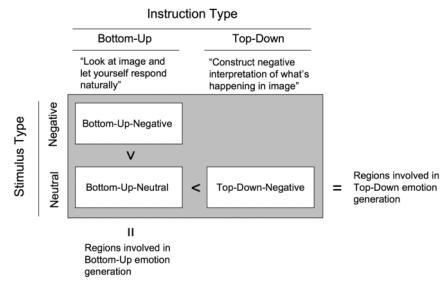 Instruction Type
Bottom-Up
Top-Down
“Look at image and
let yourself respond
naturally”
“Construct negative
interpretation of what’s
happening in image”
Stimulus Type
Negative
Neutral
Bottom-Up-Negative
>
Bottom-Up-Neutral
<
Top-Down-Negative
=
Regions involved in
Top-Down emotion
generation
=
Regions involved in
Bottom-Up emotion
generation